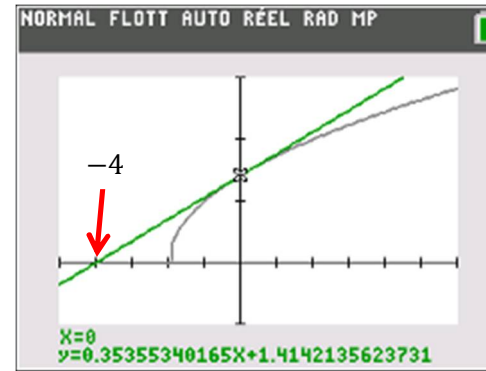 NORMAL FLOTT AUTO RÉEL RAD MP
−4
X=0
y=0.35355340165X+1.4142135623731